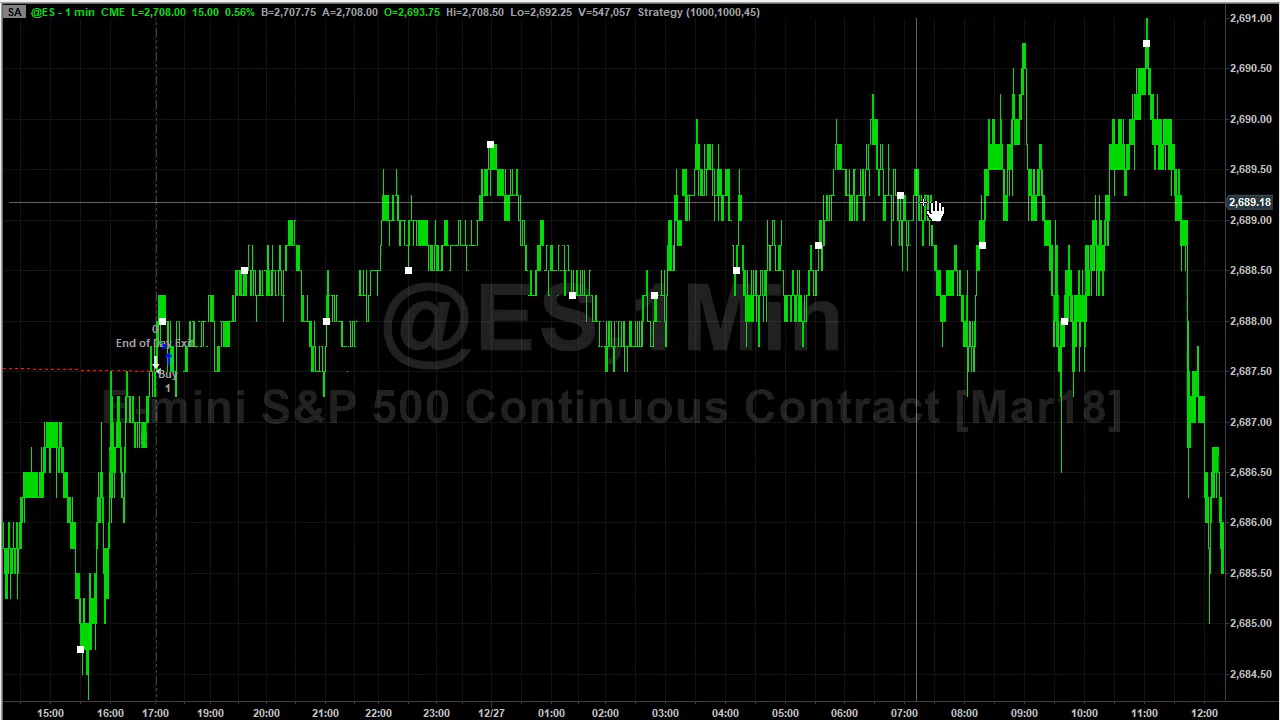 SA @ES - 1 min CME L=2,708.00 15.00 0.56% B=2,707.75 A=2,708.00 O=2,693.75 Hi=2,708.50 Lo=2,692.25 V=547,057 Strategy (1000,1000,45)
2,691.00
2,690.50
2,690.00
2,689.50
2,689.18
2,689.00
2,688.50
@ES,1 Min
2,688.00
0
End of Day Exit
2,687.50
Buy
1
E-mini S&P 500 Continuous Contract [Mar18]
2,687.00
2,686.50
2,686.00
2,685.50
2,685.00
2,684.50
15:00 16:00 17:00 19:00 20:00 21:00 22:00 23:00 12/27 01:00 02:00 03:00 04:00 05:00 06:00 07:00 08:00 09:00 10:00 11:00 12:00